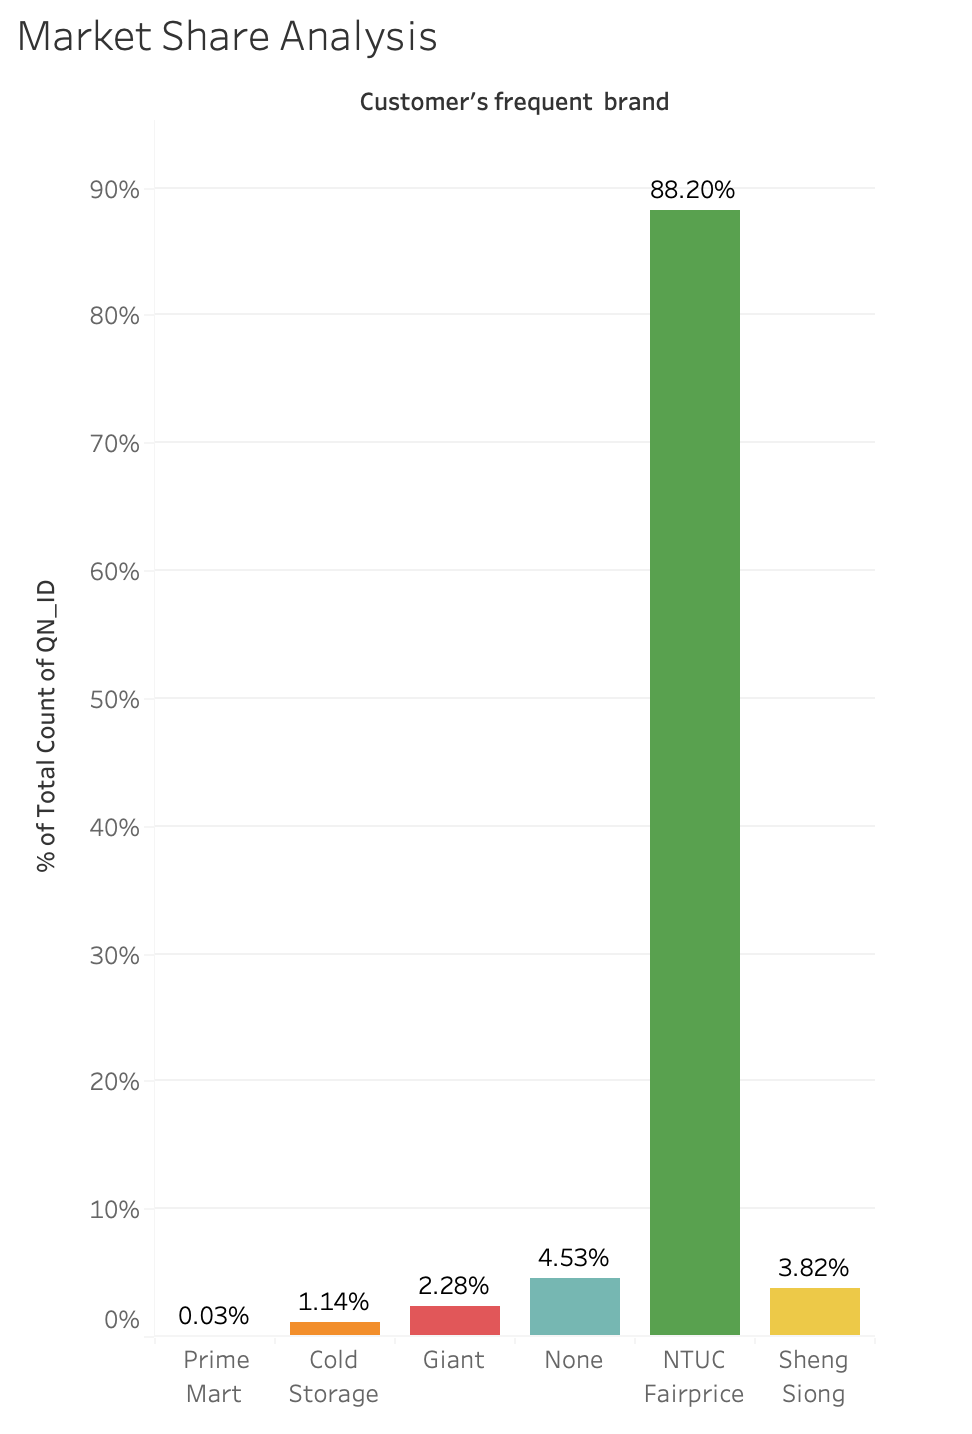 Market Share Analysis
Customer’s frequent  brand
% of Total Count of QN_ID
90%
80%
70%
60%
50%
40%
30%
20%
10%
0%
0.03%
1.14%
2.28%
4.53%
88.20%
3.82%
Prime
Mart
Cold
Storage
Giant
None
NTUC
Fairprice
Sheng
Siong